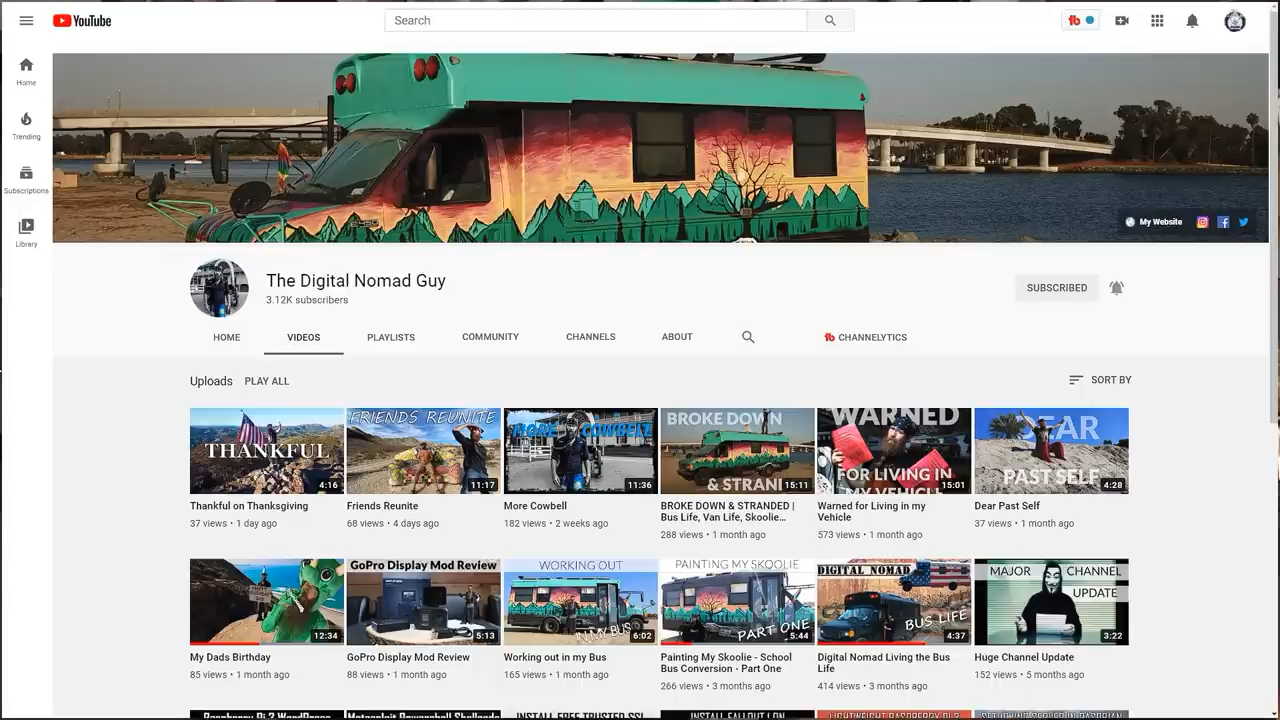 YouTube
Search
Home
Trending
Subscriptions
Library
My Website
The Digital Nomad Guy
3.12K subscribers
SUBSCRIBED
HOME
VIDEOS
PLAYLISTS
COMMUNITY
CHANNELS
ABOUT
CHANNELYTICS
Uploads
PLAY ALL
SORT BY
THANKFUL
4:16
FRIENDS REUNITE
11:17
MORE COWBELL
11:36
BROKE DOWN
& STRANI
15:11
WARNED
FOR LIVING IN
MY VEHICL
15:01
DEAR
PAST SELF
4:28
Thankful on Thanksgiving
37 views • 1 day ago
Friends Reunite
68 views • 4 days ago
More Cowbell
182 views • 2 weeks ago
BROKE DOWN & STRANDED |
Bus Life, Van Life, Skoolie...
288 views • 1 month ago
Warned for Living in my
Vehicle
573 views • 1 month ago
Dear Past Self
37 views • 1 month ago
12:34
GoPro Display Mod Review
5:13
WORKING OUT
IN MY BUS
6:02
PAINTING MY SKOOLIE
PART ONE
5:44
DIGITAL NOMAD
BUS LIFE
4:37
MAJOR CHANNEL
UPDATE
3:22
My Dads Birthday
85 views • 1 month ago
GoPro Display Mod Review
88 views • 1 month ago
Working out in my Bus
165 views • 1 month ago
Painting My Skoolie - School
Bus Conversion - Part One
266 views • 3 months ago
Digital Nomad Living the Bus
Life
414 views • 3 months ago
Huge Channel Update
152 views • 5 months ago